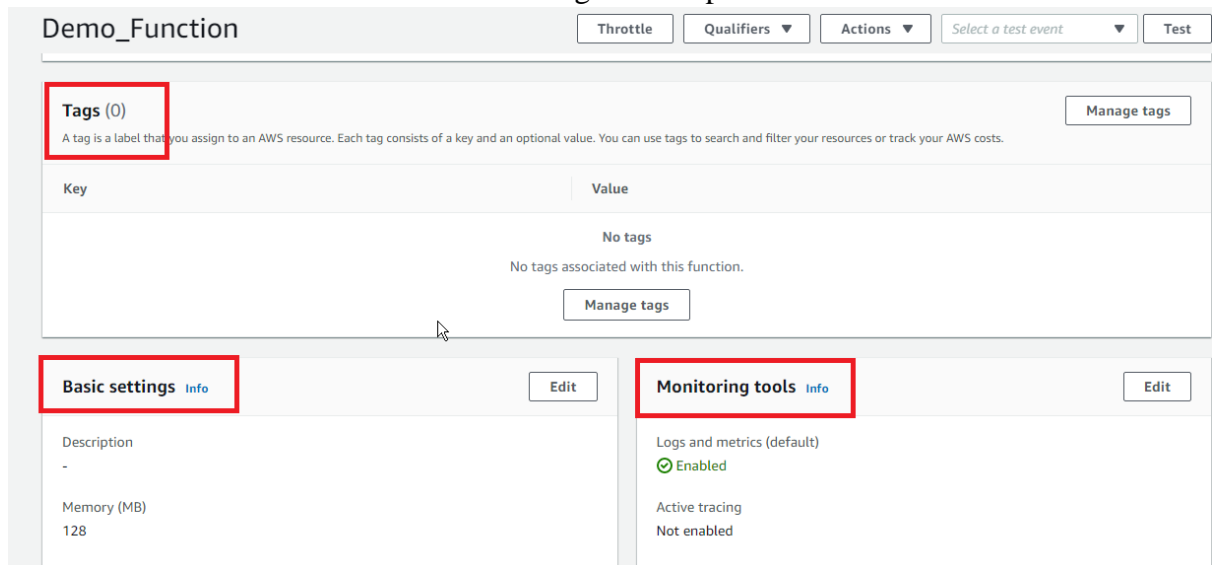 Demo_Function
Throttle
Qualifiers
Actions
Select a test event
Test
Tags (0)
Manage tags
A tag is a label that you assign to an AWS resource. Each tag consists of a key and an optional value. You can use tags to search and filter your resources or track your AWS costs.
Key
Value
No tags
No tags associated with this function.
Manage tags
Basic settings Info
Edit
Monitoring tools Info
Edit
Description
-
Memory (MB)
128
Logs and metrics (default)
Enabled
Active tracing
Not enabled